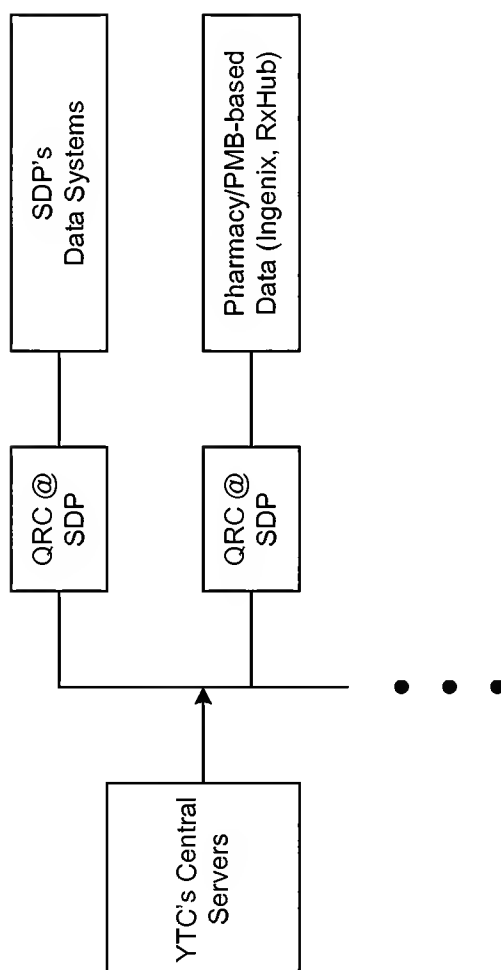 SDP's
Data Systems
Pharmacy/PMB-based
Data (Ingenix, RxHub)
QRC @
SDP
QRC @
SDP
YTC's Central
Servers